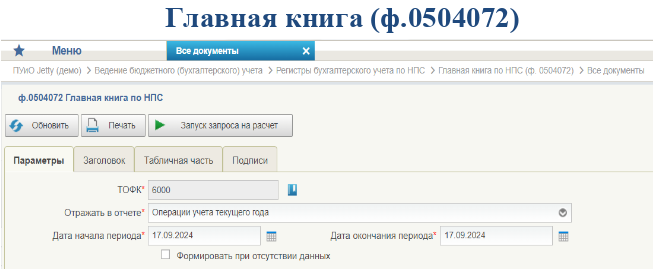 Главная книга (ф.0504072)
Меню
Все документы
ПУиО Jetty (демо) > Ведение бюджетного (бухгалтерского) учета > Регистры бухгалтерского учета по НПС > Главная книга по НПС (ф. 0504072) > Все документы
ф.0504072 Главная книга по НПС
Обновить Печать Запуск запроса на расчет
Параметры Заголовок Табличная часть Подписи
ТОФК* 6000
Отражать в отчете* Операции учета текущего года
Дата начала периода* 17.09.2024 Дата окончания периода* 17.09.2024
Формировать при отсутствии данных